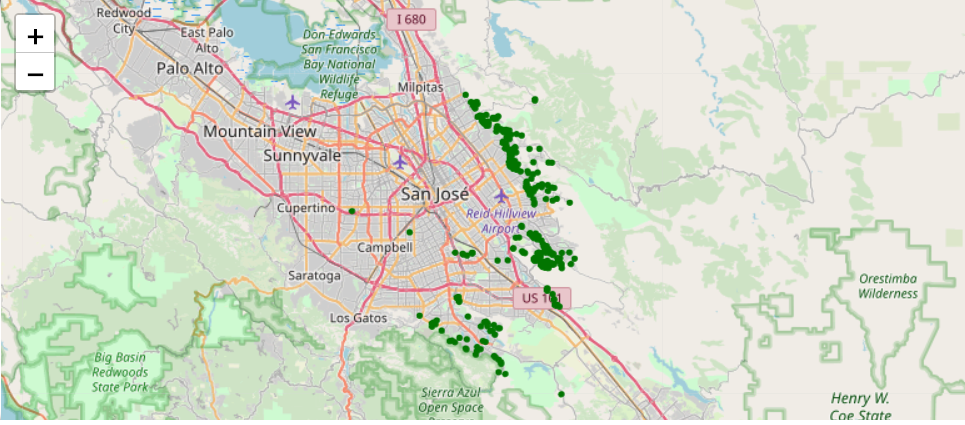 +
−
Redwood
City
East Palo
Alto
Palo Alto
Don Edwards
San Francisco
Bay National
Wildlife
Refuge
I 680
Milpitas
Mountain View
Sunnyvale
San José
Cupertino
Reid-Hillview
Airport
Campbell
Saratoga
US 101
Los Gatos
Orestimba
Wilderness
Big Basin
Redwoods
State Park
Sierra Azul
Open Space
Henry W.
Coe State